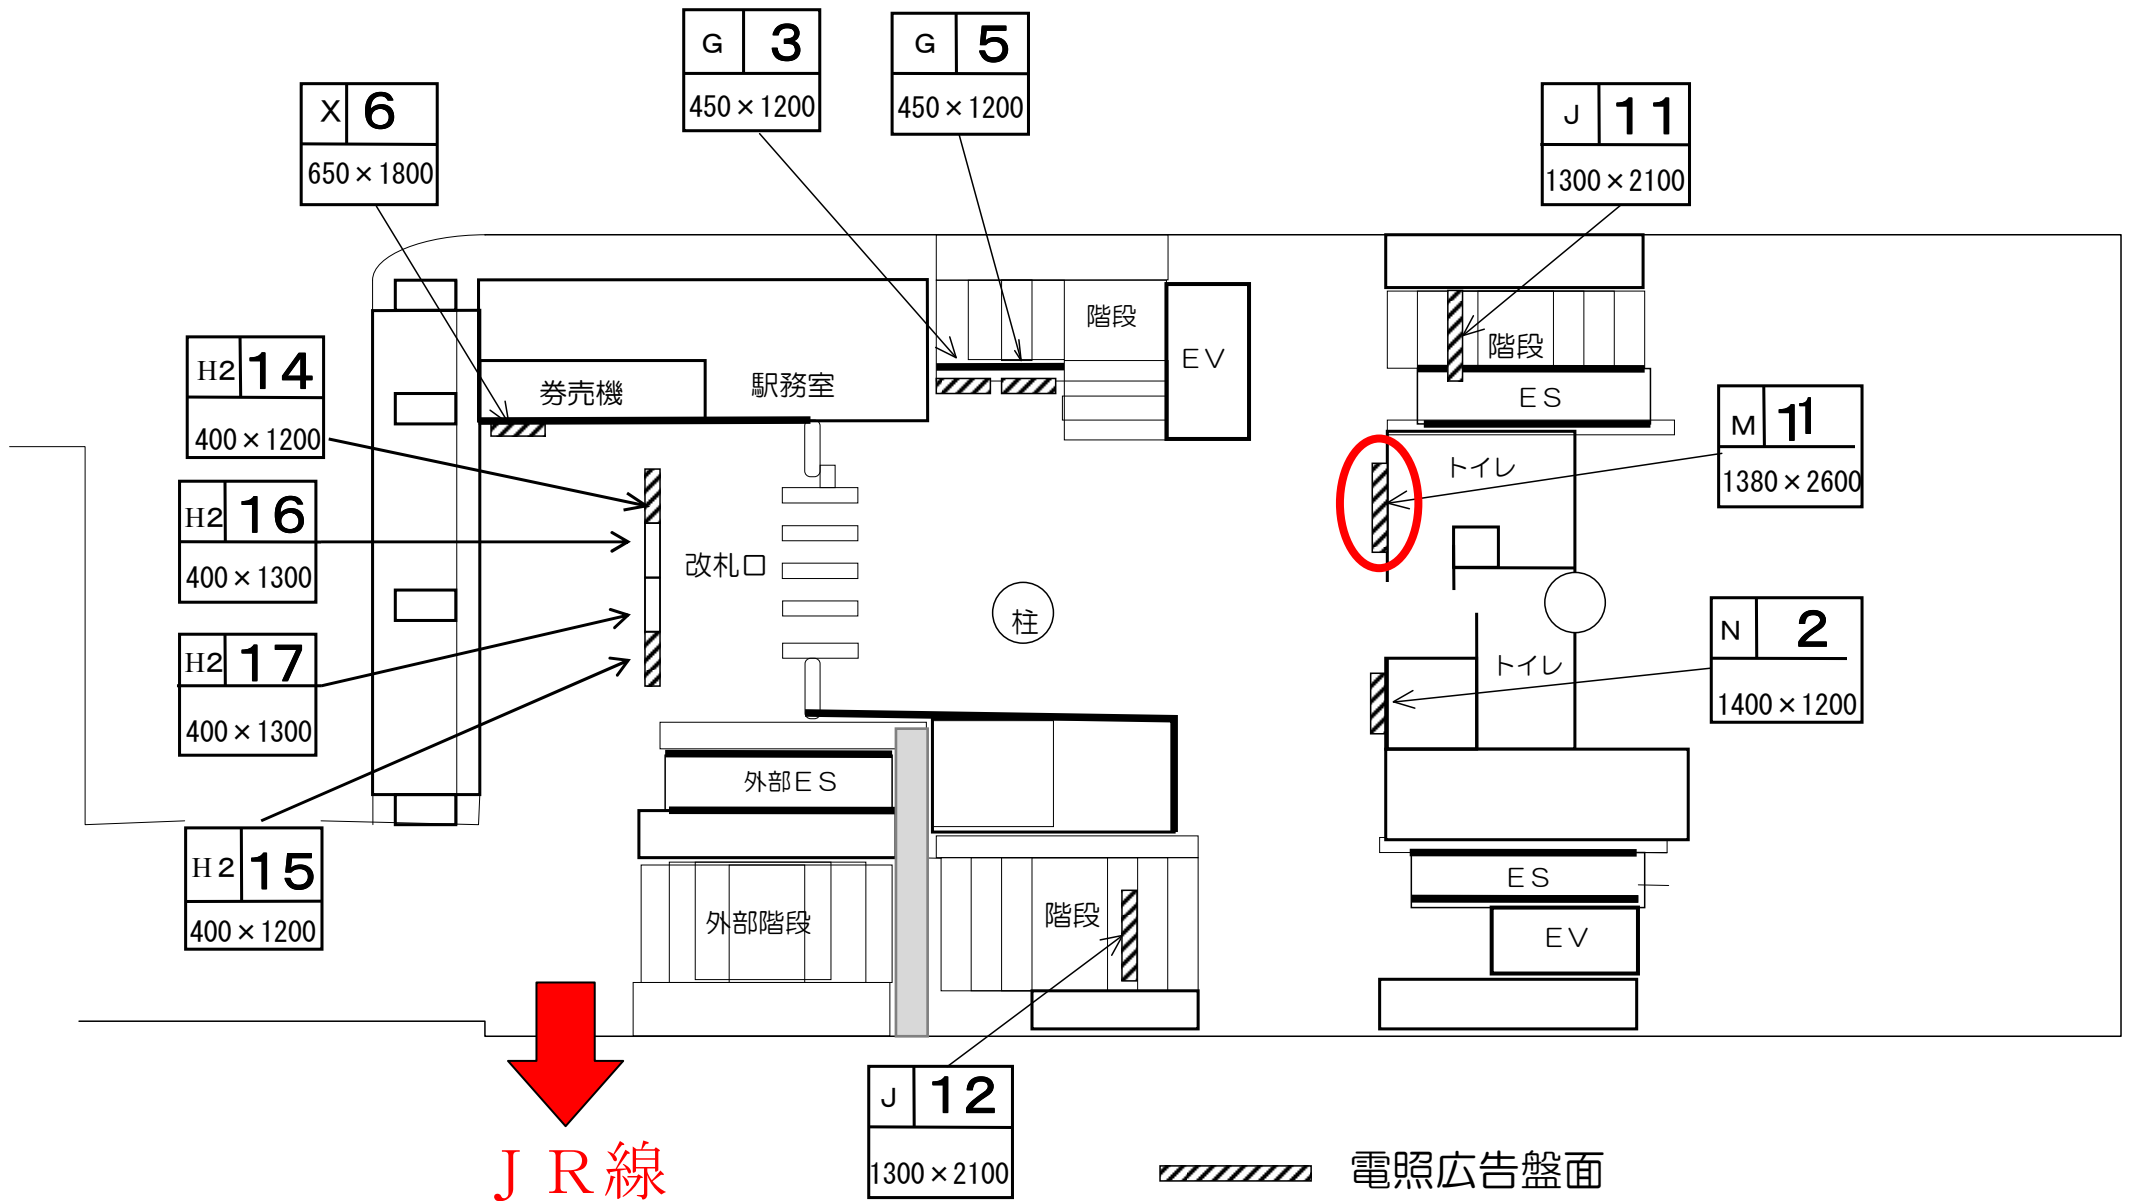 G 3
450×1200
G 5
450×1200
X 6
650×1800
J 11
1300×2100
階段
EV
階段
H2 14
400×1200
券売機
駅務室
ES
M 11
1380×2600
トイレ
H2 16
400×1300
改札口
柱
H2 17
400×1300
N 2
1400×1200
トイレ
外部ES
H2 15
400×1200
外部階段
階段
ES
EV
J 12
1300×2100
JR線
電照広告盤面